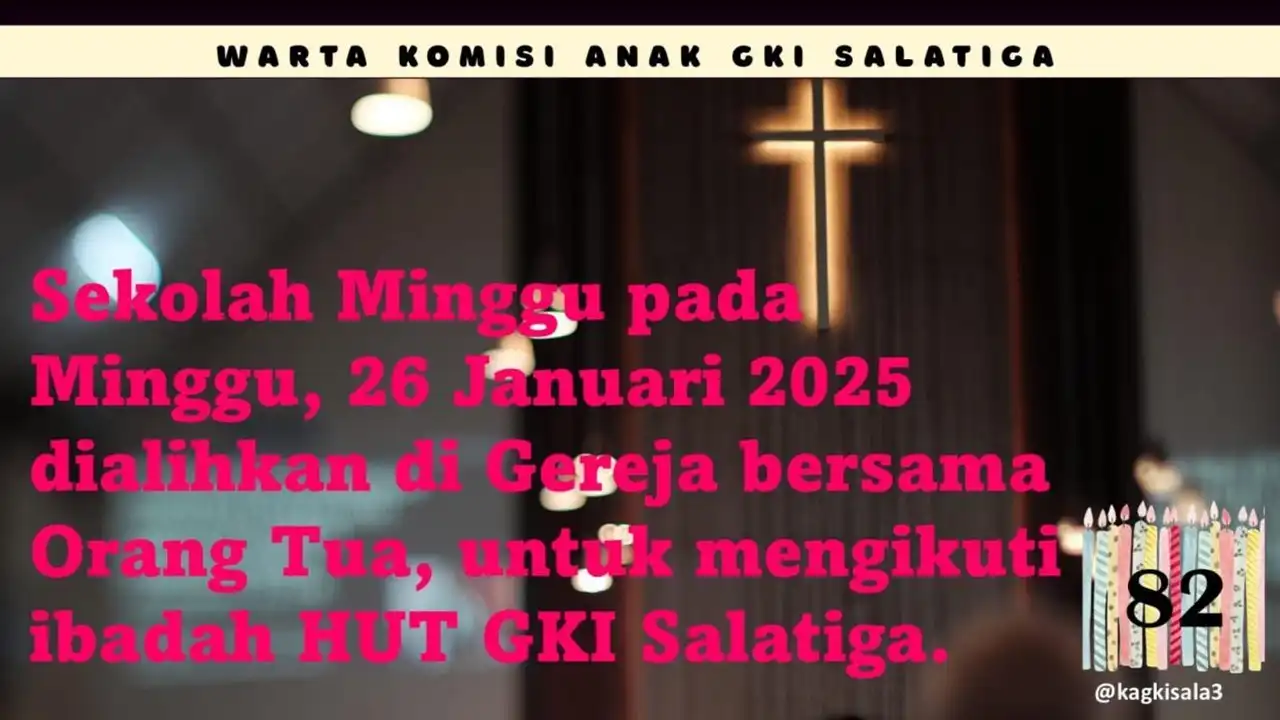 WARTA KOMISI ANAK GKI SALATIGA
Sekolah Minggu pada
Minggu, 26 Januari 2025
dialihkan di Gereja bersama
Orang Tua, untuk mengikuti
ibadah HUT GKI Salatiga.
82
@kagkisala3